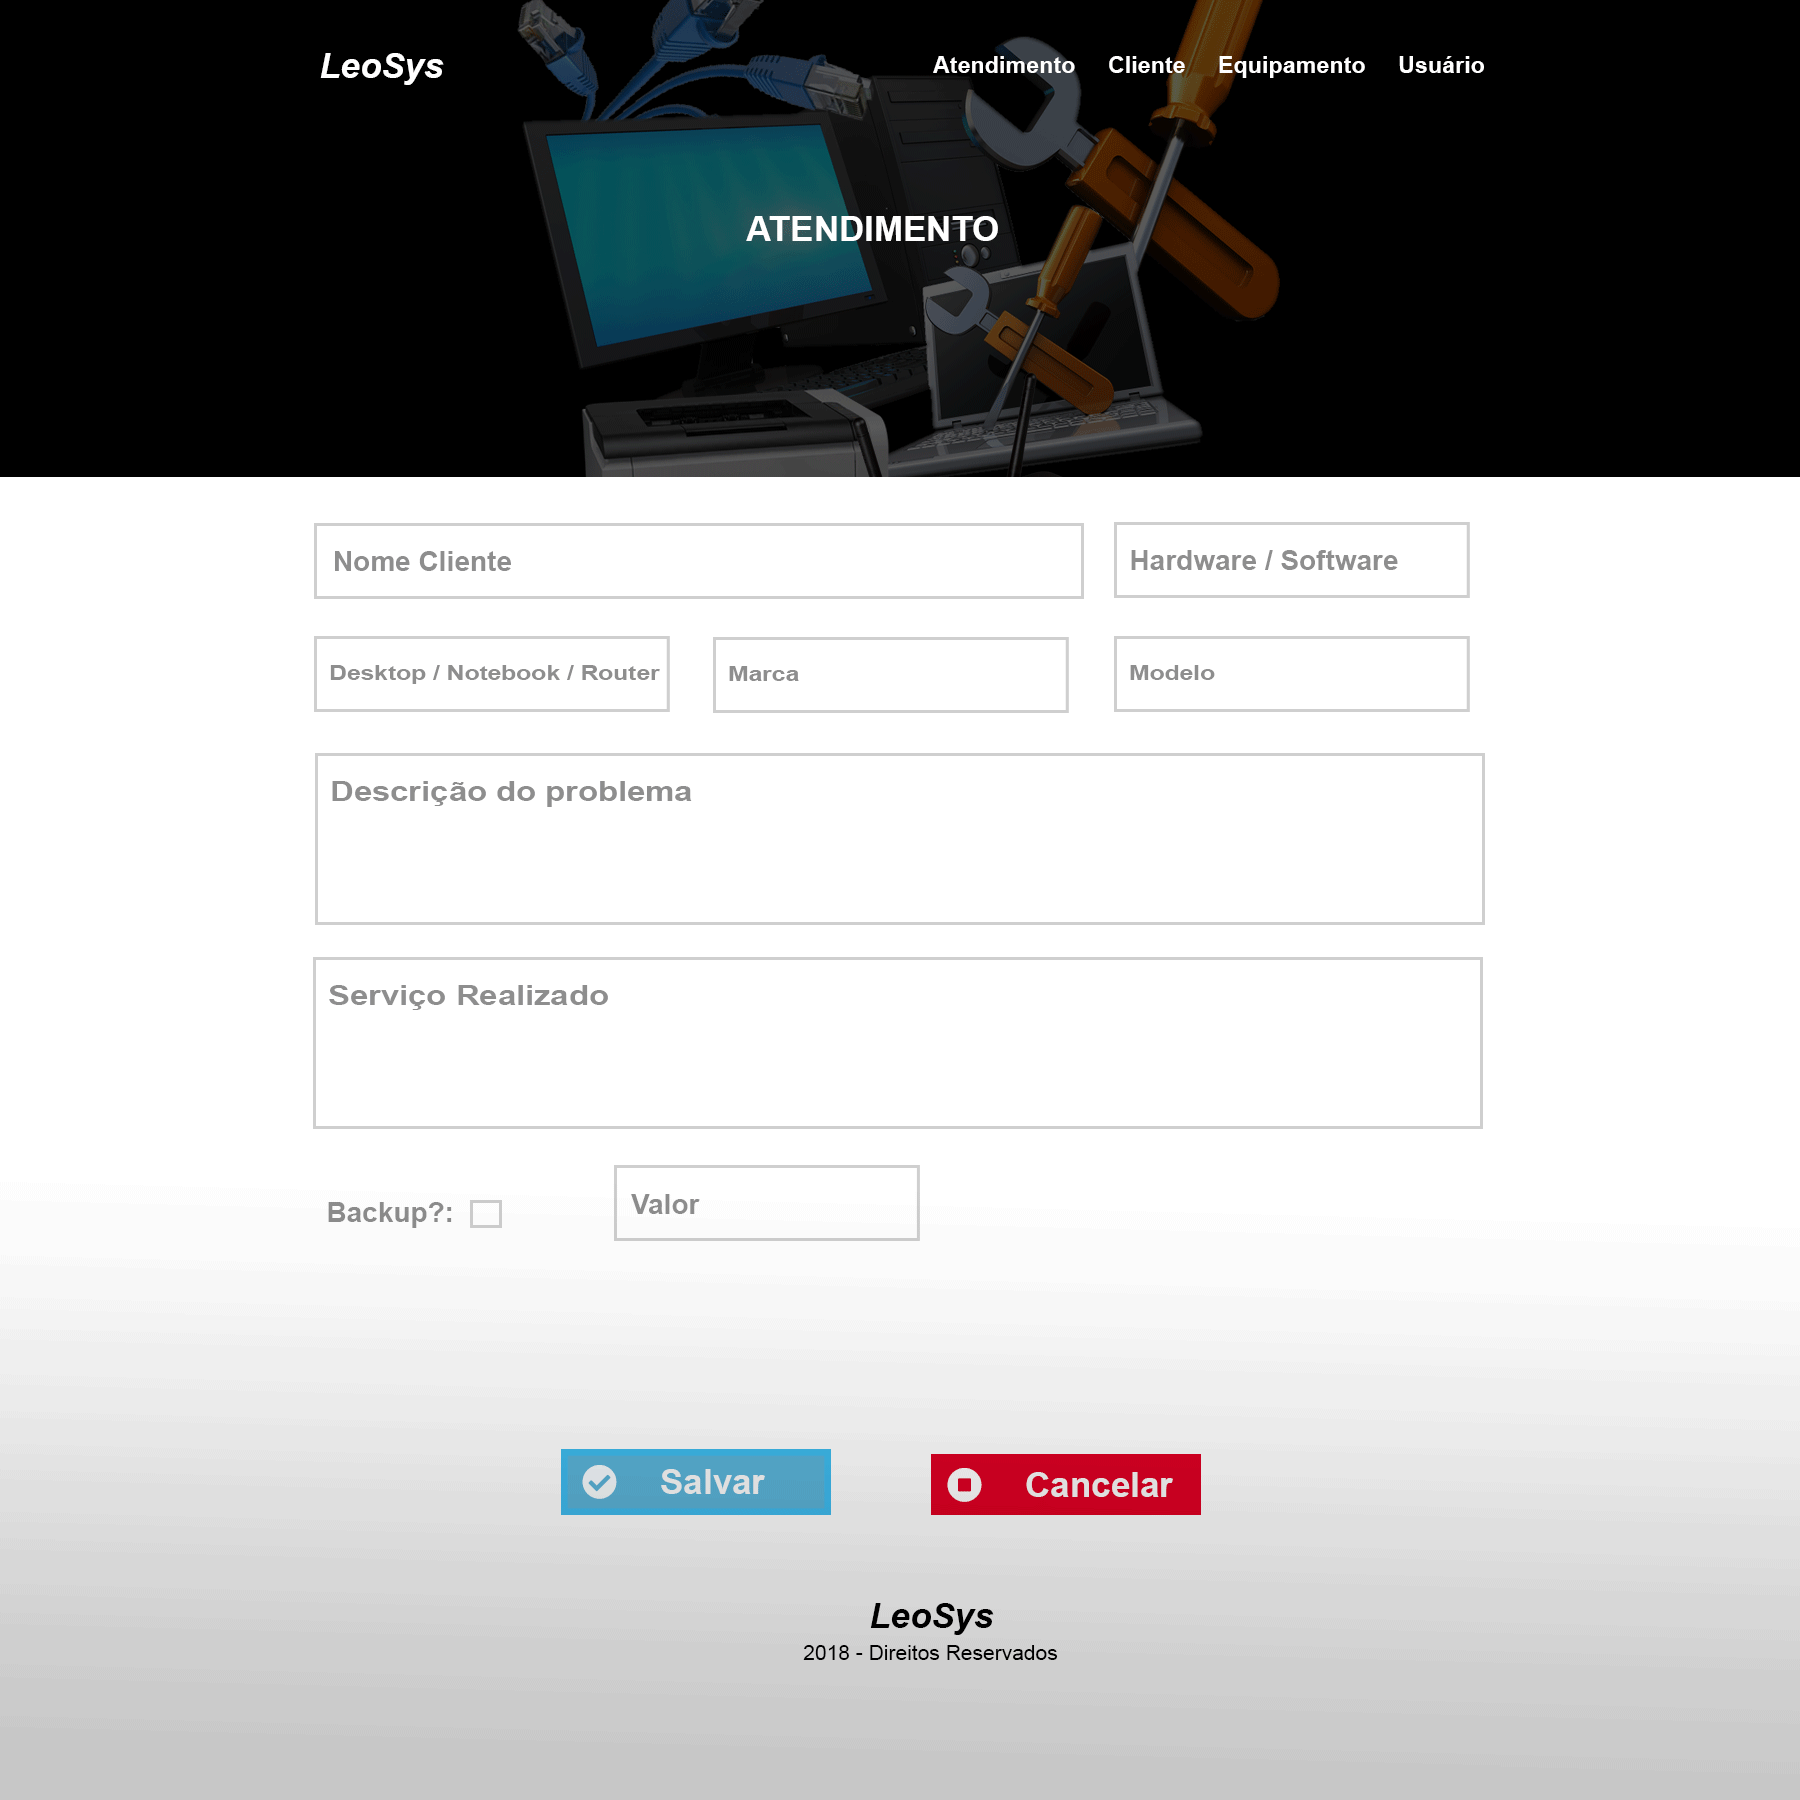 LeoSys
Atendimento Cliente Equipamento Usuário
ATENDIMENTO
Nome Cliente
Hardware / Software
Desktop / Notebook / Router
Marca
Modelo
Descrição do problema
Serviço Realizado
Backup?:
Valor
Salvar
Cancelar
LeoSys
2018 - Direitos Reservados